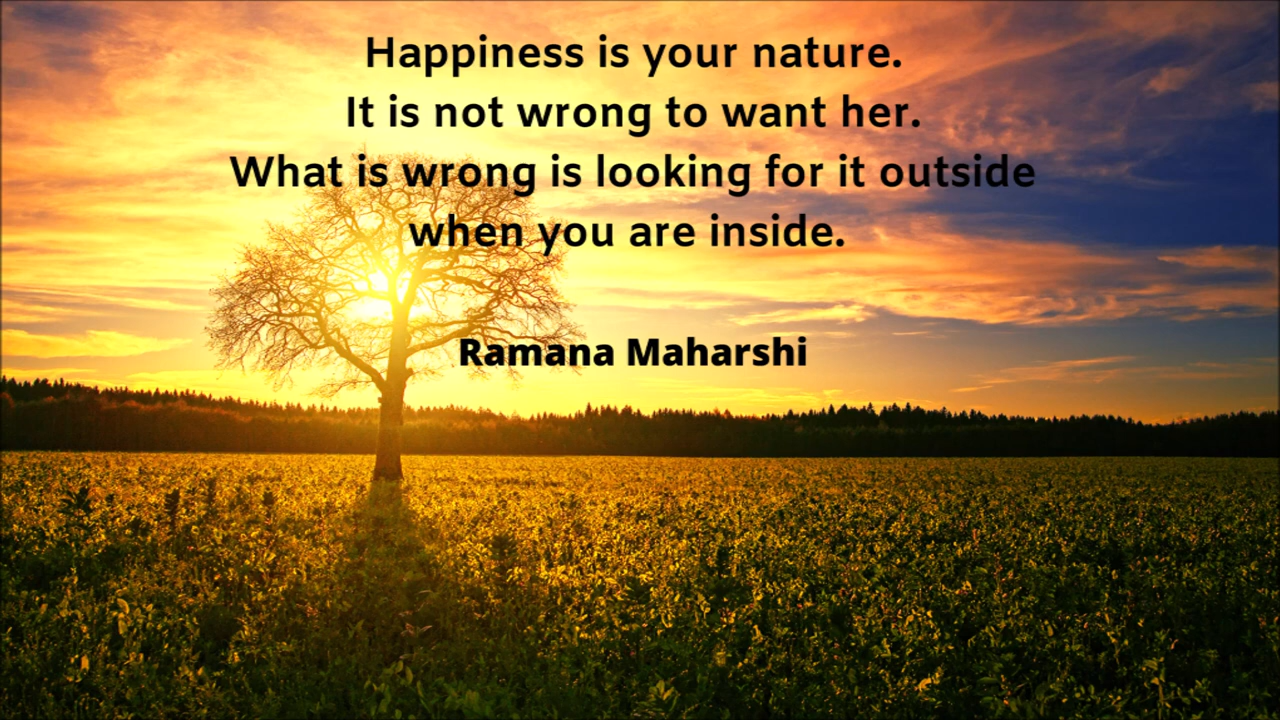 Happiness is your nature.
It is not wrong to want her.
What is wrong is looking for it outside
when you are inside.
Ramana Maharshi